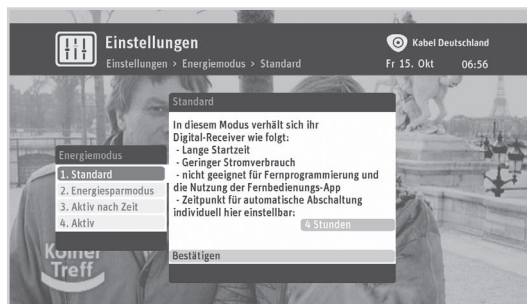 Einstellungen
Kabel Deutschland
Einstellungen > Energiemodus > Standard
Fr 15. Okt 06:56
Standard
In diesem Modus verhält sich ihr
Digital-Receiver wie folgt:
- Lange Startzeit
- Geringer Stromverbrauch
- nicht geeignet für Fernprogrammierung und
die Nutzung der Fernbedienungs-App
- Zeitpunkt für automatische Abschaltung
individuell hier einstellbar:
4 Stunden
Bestätigen
Energiemodus
1. Standard
2. Energiesparmodus
3. Aktiv nach Zeit
4. Aktiv
Kölner
Treff